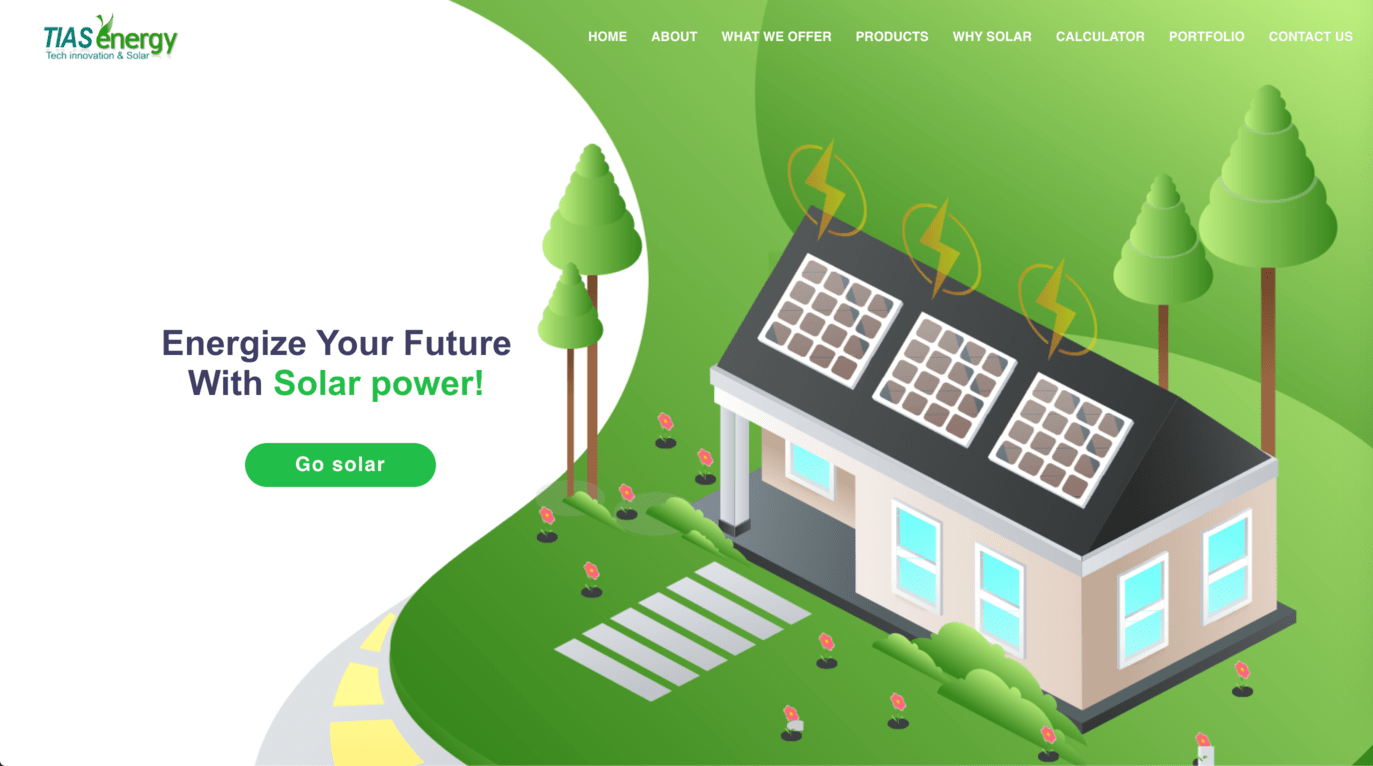 TIAS energy
Tech innovation & Solar
HOME ABOUT WHAT WE OFFER PRODUCTS WHY SOLAR CALCULATOR PORTFOLIO CONTACT US
Energize Your Future
With Solar power!
Go solar